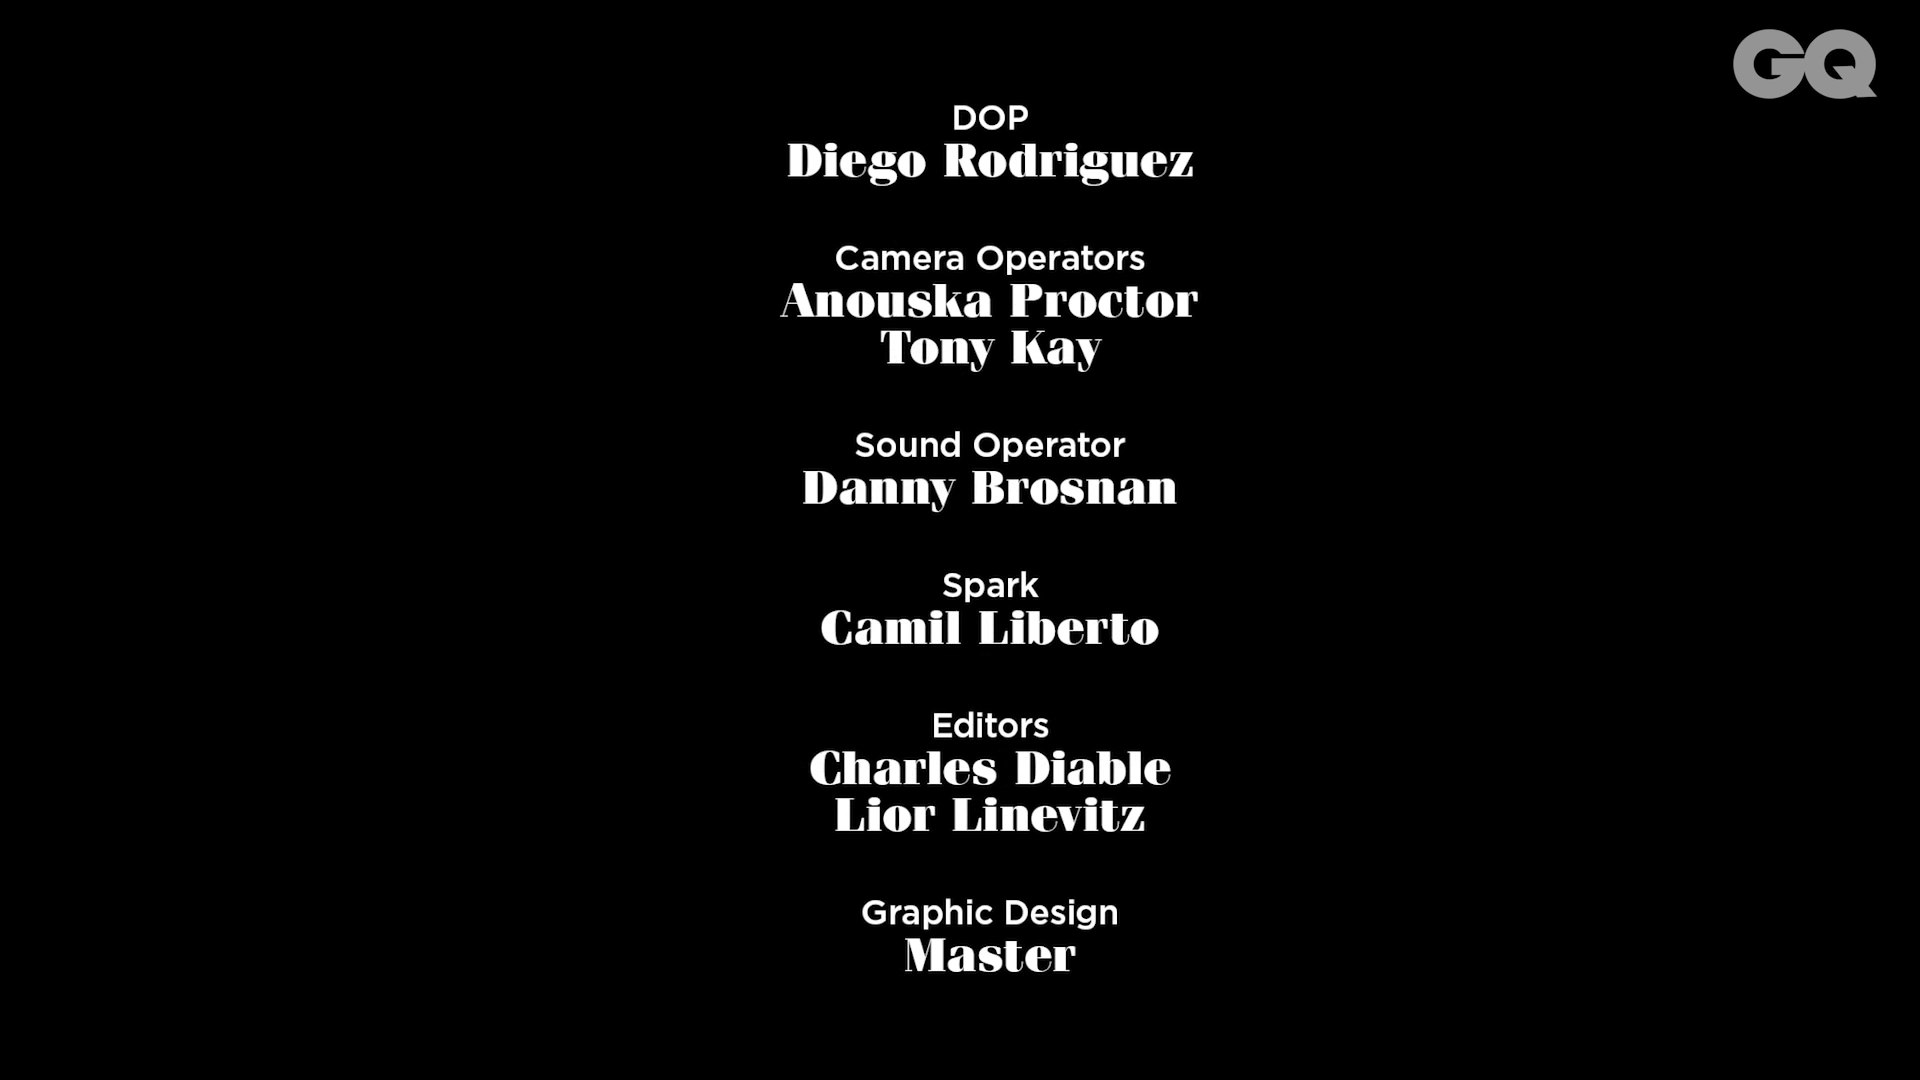 GQ
DOP
Diego Rodriguez
Camera Operators
Anouska Proctor
Tony Kay
Sound Operator
Danny Brosnan
Spark
Camil Liberto
Editors
Charles Diable
Lior Linevitz
Graphic Design
Master